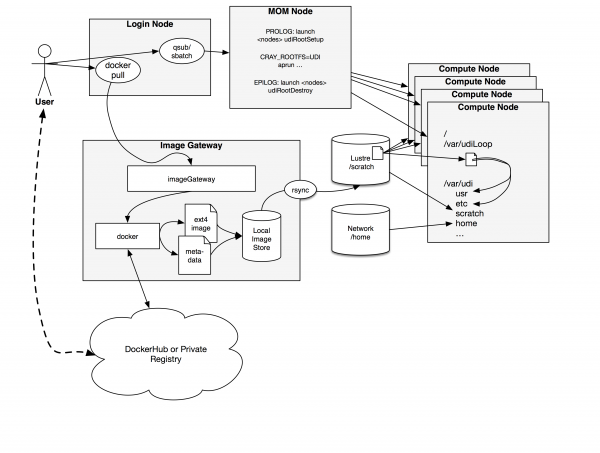 Login Node
qsub/
sbatch
docker
pull
User
MOM Node
PROLOG: launch
<nodes> udiRootSetup
CRAY_ROOTFS=UDI
aprun ...
EPILOG: launch <nodes>
udiRootDestroy
Compute Node
Compute Node
Compute Node
Compute Node
/
/var/udiLoop
/var/udi
usr
etc
scratch
home
...
Image Gateway
imageGateway
docker
ext4
image
meta-
data
Local
Image
Store
rsync
Lustre
/scratch
Network
/home
DockerHub or Private
Registry